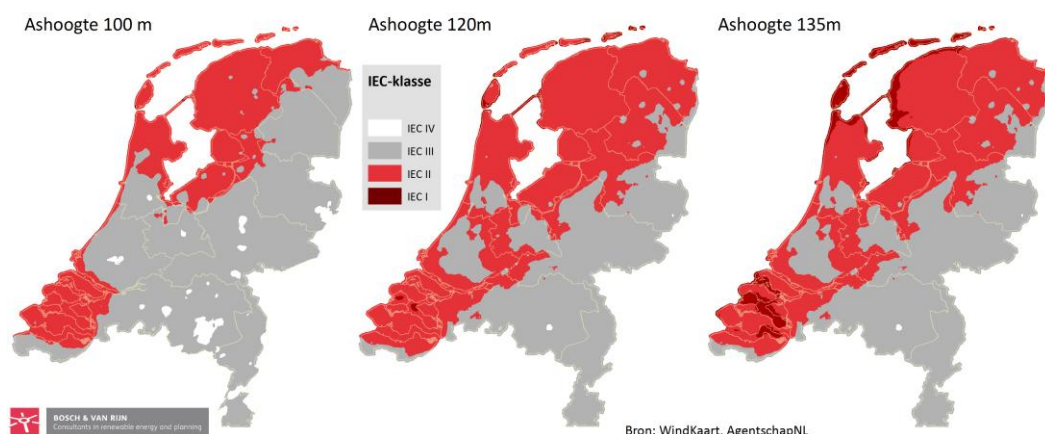 Ashoogte 100 m
Ashoogte 120m
Ashoogte 135m
IEC-klasse
IEC IV
IEC III
IEC II
IEC I
BOSCH & VAN RIJN
Consultants in renewable energy and planning
Bron: WindKaart, AgentschapNL